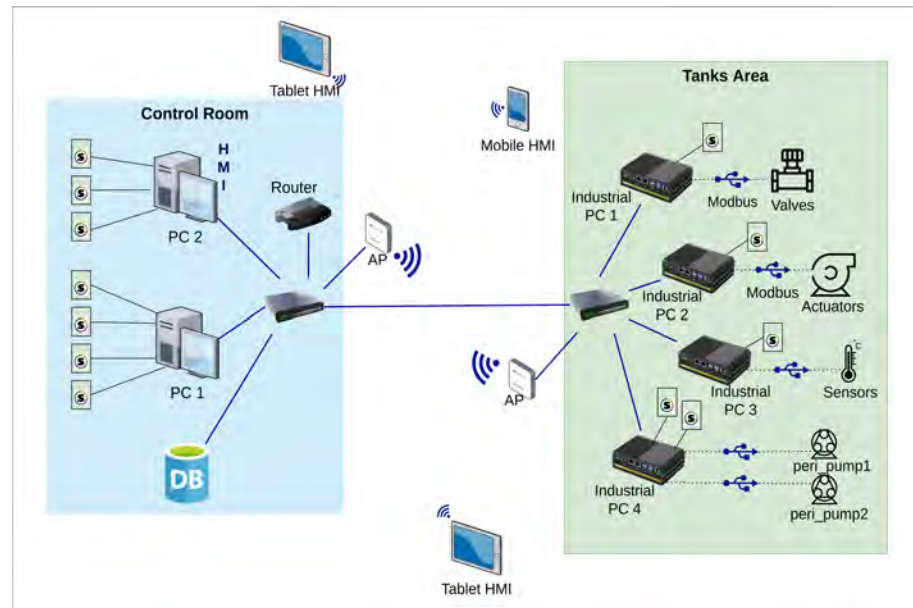 Tablet HMI
Control Room
Tanks Area
Mobile HMI
HMI
S
S
S
PC 2
Router
AP
S
S
S
S
PC 1
DB
AP
Tablet HMI
S
Industrial
PC 1
Modbus
Valves
S
Industrial
PC 2
Modbus
Actuators
S
Industrial
PC 3
°C
Sensors
S
S
Industrial
PC 4
peri_pump1
peri_pump2